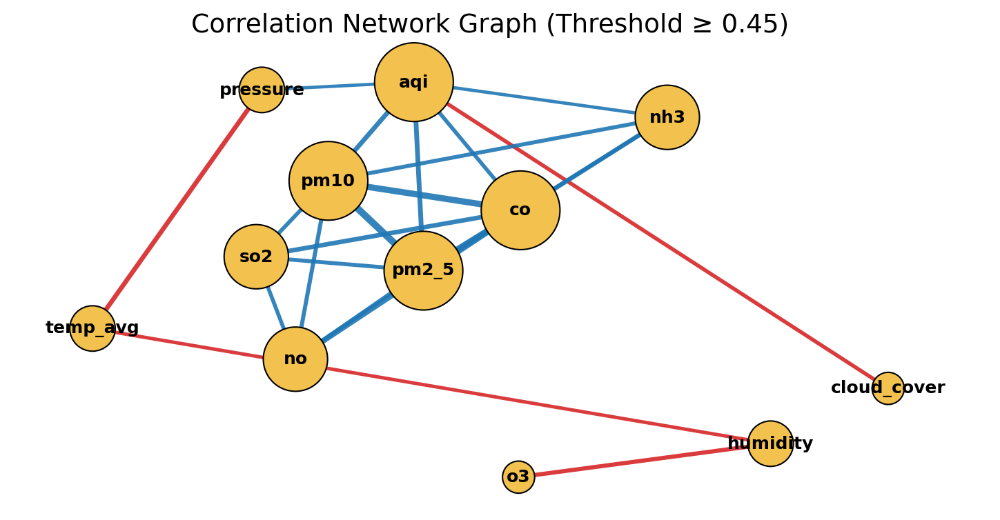 Correlation Network Graph (Threshold ≥ 0.45)
aqi
pressure
nh3
pm10
co
so2
pm2_5
temp_avg
no
cloud_cover
humidity
o3